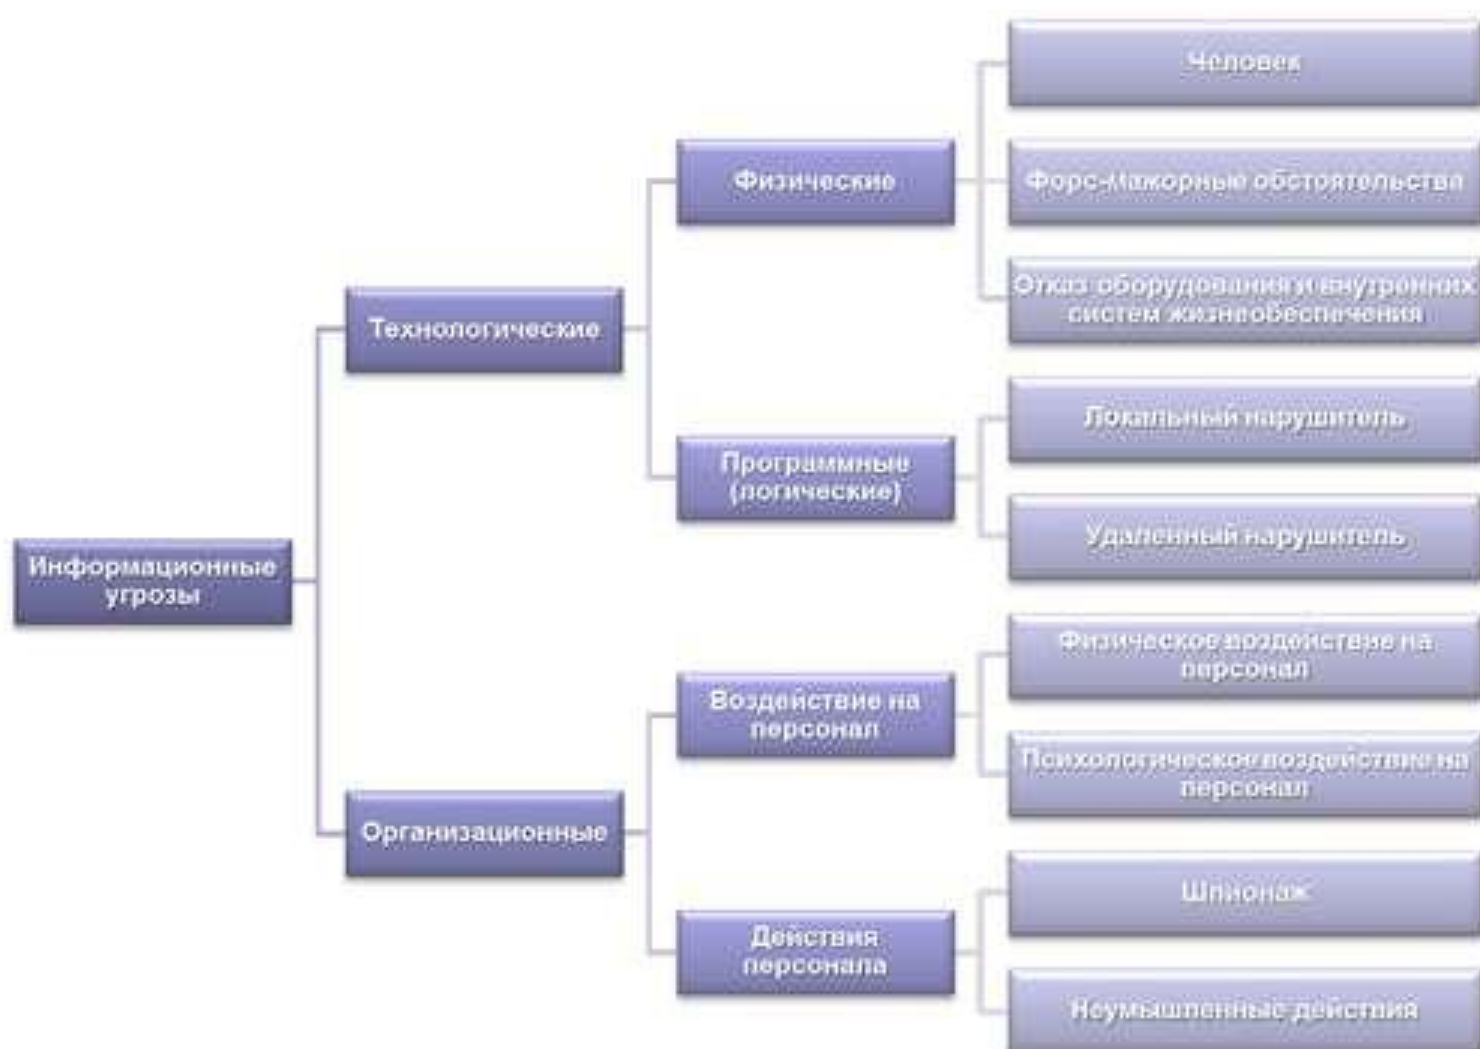 Человек
Физические
Форс-мажорные обстоятельства
Отказ оборудования и внутренних
систем жизнеобеспечения
Технологические
Локальный нарушитель
Программные
(логические)
Удаленный нарушитель
Информационные
угрозы
Физическое воздействие на
персонал
Воздействие на
персонал
Психологическое воздействие на
персонал
Организационные
Шпионаж
Действия
персонала
Неумышленные действия